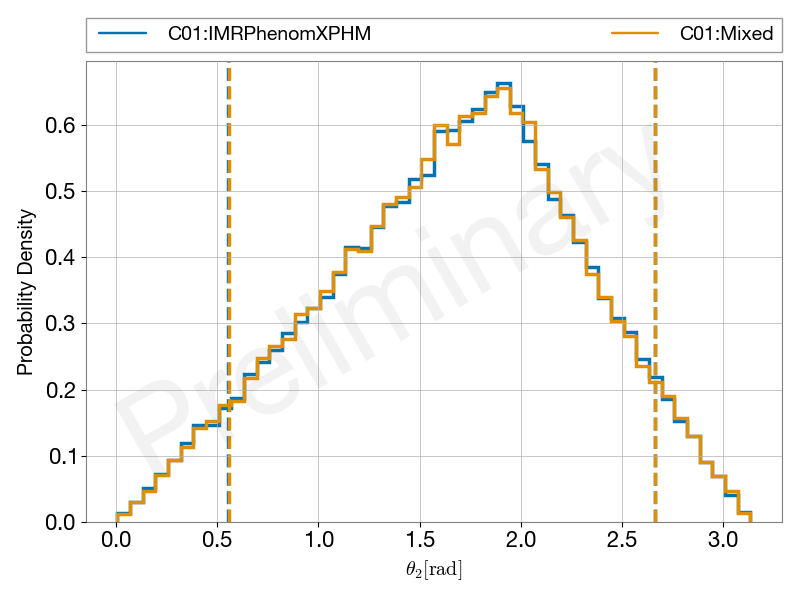 C01:IMRPhenomXPHM C01:Mixed
Probability Density
0.6
0.5
0.4
0.3
0.2
0.1
0.0
Preliminary
0.0 0.5 1.0 1.5 2.0 2.5 3.0
θ₂[rad]